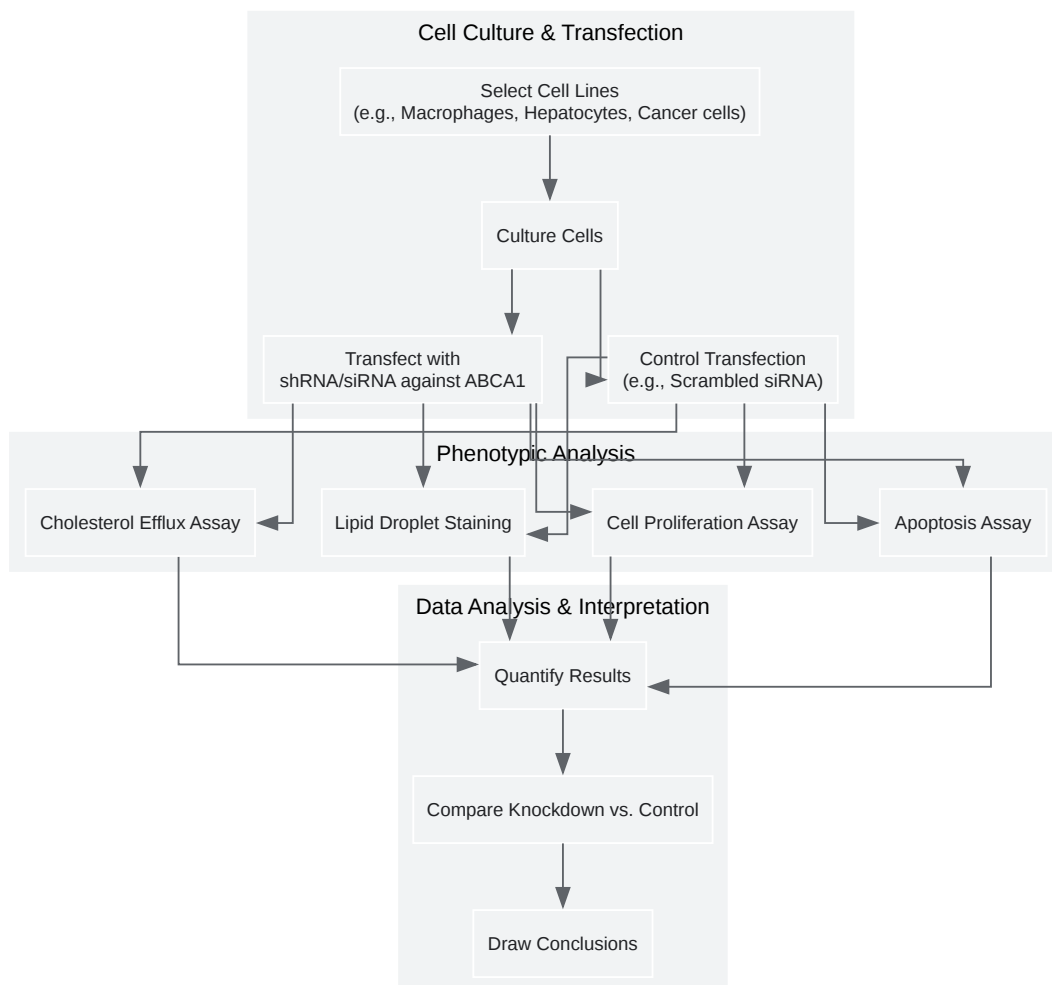 Cell Culture & Transfection
Select Cell Lines
(e.g., Macrophages, Hepatocytes, Cancer cells)
Culture Cells
Transfect with
shRNA/siRNA against ABCA1
Control Transfection
(e.g., Scrambled siRNA)
Phenotypic Analysis
Cholesterol Efflux Assay
Lipid Droplet Staining
Cell Proliferation Assay
Apoptosis Assay
Data Analysis & Interpretation
Quantify Results
Compare Knockdown vs. Control
Draw Conclusions